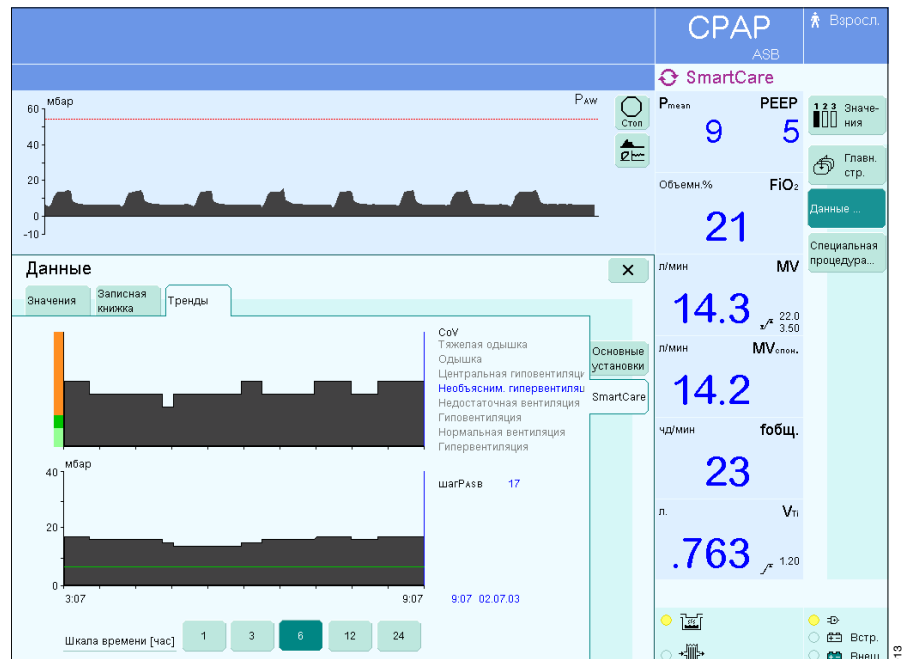 CPAP
ASB
Взросл.
SmartCare
мбар
PAW
60
40
20
0
-10
Стоп
Pmean
PEEP
9
5
1 2 3 Значе-
ния
Главн.
стр.
Данные ...
Специальная
процедура...
Объемн.%
FiO₂
21
л/мин
MV
14.3
22.0
3.50
л/мин
MVспон.
14.2
чд/мин
fобщ.
23
л.
VTi
.763
1.20
Встр.
Внеш
Данные
Значения
Записная
книжка
Тренды
Основные
установки
SmartCare
CoV
Тяжелая одышка
Одышка
Центральная гиповентиляци
Необъясним. гипервентиляц
Недостаточная вентиляция
Гиповентиляция
Нормальная вентиляция
Гипервентиляция
мбар
40
20
0
3:07
9:07
шагPASB 17
9:07 02.07.03
Шкала времени [час]
1
3
6
12
24
13